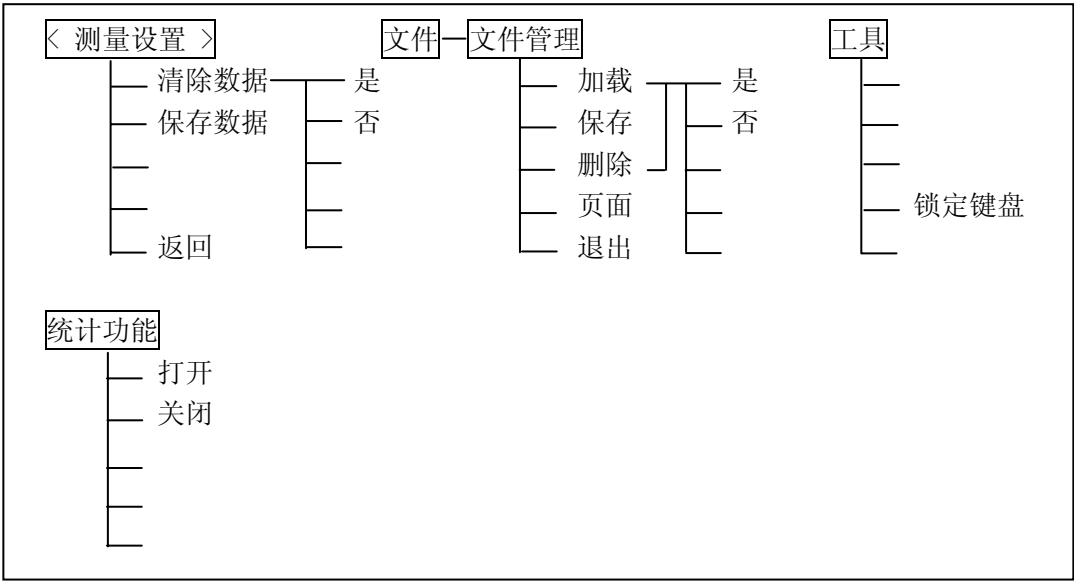 < 测量设置 > 文件 文件管理 工具
清除数据 是 加载 是
保存数据 否 保存 否
删除
页面 锁定键盘
返回 退出
统计功能
打开
关闭